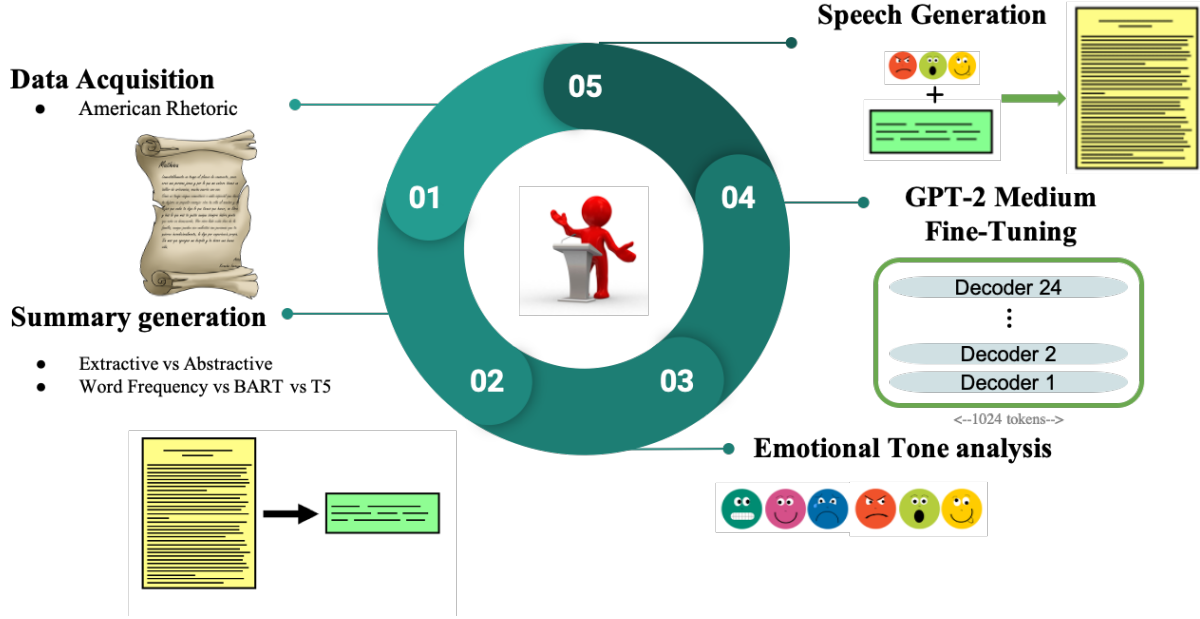 Speech Generation
Data Acquisition
● American Rhetoric
+
05
01
04
GPT-2 Medium
Fine-Tuning
Decoder 24
Decoder 2
Decoder 1
<--1024 tokens-->
Summary generation
● Extractive vs Abstractive
● Word Frequency vs BART vs T5
02
03
Emotional Tone analysis